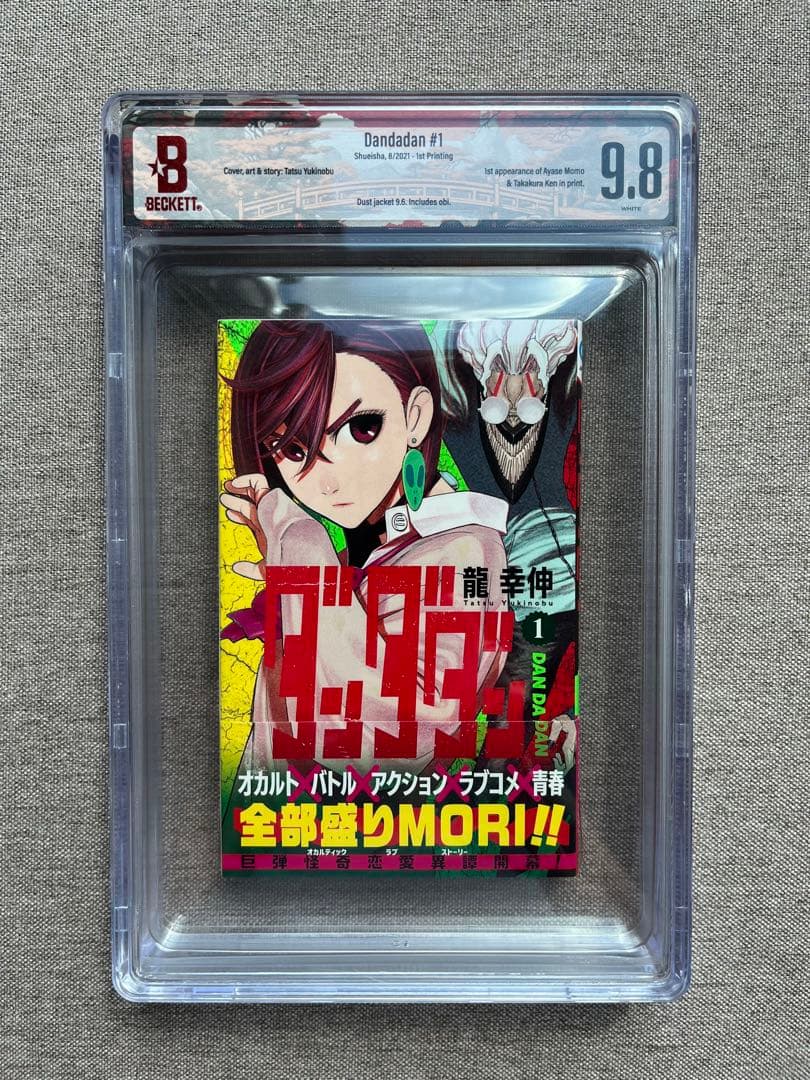 Dandadan #1
Shueisha, 8/2021 - 1st Printing
Cover, art & story: Tatsu Yukinobu
1st appearance of Ayase Momo
& Takakura Ken in print.
Dust jacket 9.6. Includes obi.
B
BECKETT®
9.8
WHITE
龍 幸伸
Tatsu Yukinobu
1
ダンダダン
DAN DA DAN
オカルト×バトル×アクション×ラブコメ×青春
全部盛りMORI!!
オカルティック ラブ ストーリー
巨弾怪奇恋愛異譚開幕!